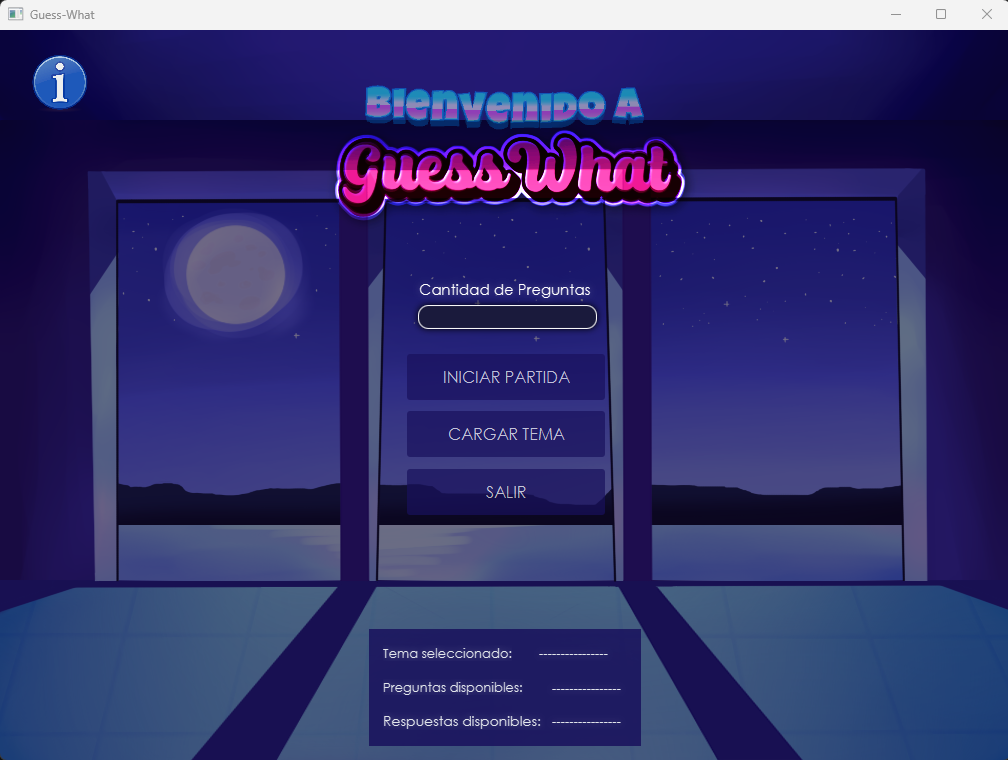 Guess-What
i
BIenvenIDO A
Guess What
Cantidad de Preguntas
INICIAR PARTIDA
CARGAR TEMA
SALIR
Tema seleccionado: ----------------
Preguntas disponibles: ----------------
Respuestas disponibles: ----------------